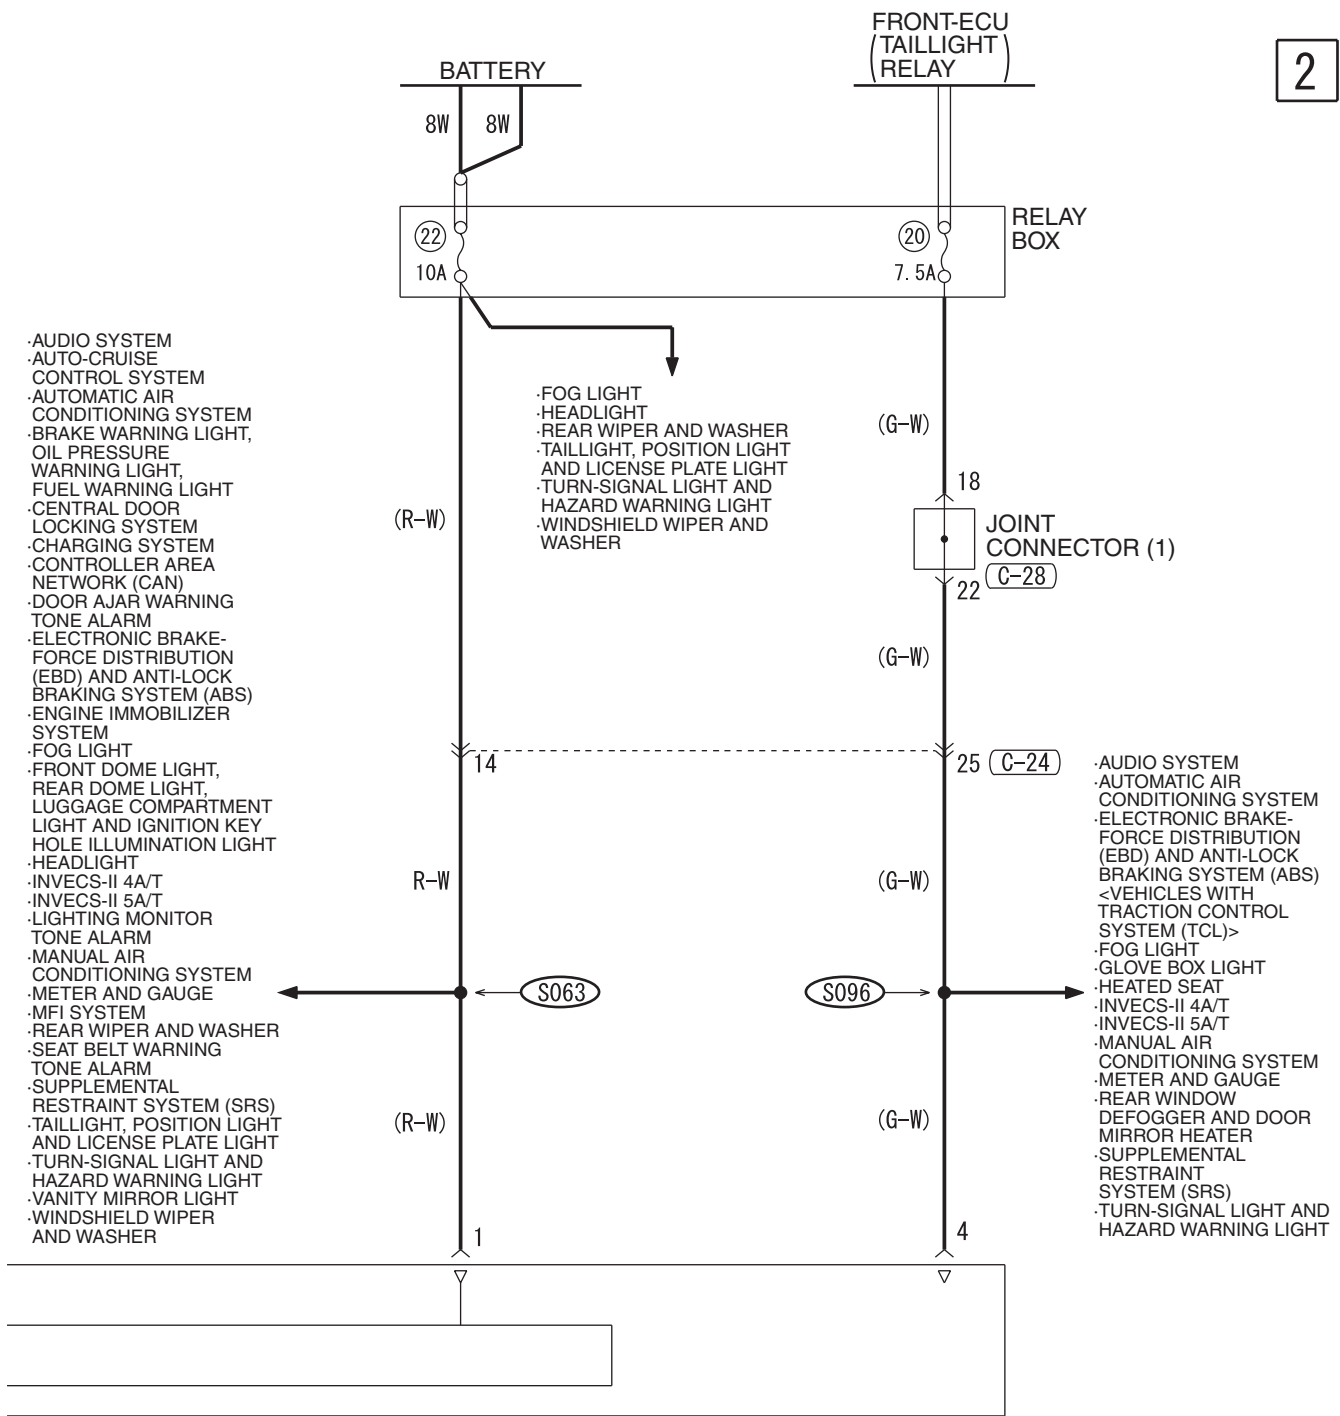 FRONT-ECU
(TAILLIGHT
RELAY)
2
BATTERY
8W 8W
RELAY
BOX
22
10A
20
7.5A
·AUDIO SYSTEM
·AUTO-CRUISE
CONTROL SYSTEM
·AUTOMATIC AIR
CONDITIONING SYSTEM
·BRAKE WARNING LIGHT,
OIL PRESSURE
WARNING LIGHT,
FUEL WARNING LIGHT
·CENTRAL DOOR
LOCKING SYSTEM
·CHARGING SYSTEM
·CONTROLLER AREA
NETWORK (CAN)
·DOOR AJAR WARNING
TONE ALARM
·ELECTRONIC BRAKE-
FORCE DISTRIBUTION
(EBD) AND ANTI-LOCK
BRAKING SYSTEM (ABS)
·ENGINE IMMOBILIZER
SYSTEM
·FOG LIGHT
·FRONT DOME LIGHT,
REAR DOME LIGHT,
LUGGAGE COMPARTMENT
LIGHT AND IGNITION KEY
HOLE ILLUMINATION LIGHT
·HEADLIGHT
·INVECS-II 4A/T
·INVECS-II 5A/T
·LIGHTING MONITOR
TONE ALARM
·MANUAL AIR
CONDITIONING SYSTEM
·METER AND GAUGE
·MFI SYSTEM
·REAR WIPER AND WASHER
·SEAT BELT WARNING
TONE ALARM
·SUPPLEMENTAL
RESTRAINT SYSTEM (SRS)
·TAILLIGHT, POSITION LIGHT
AND LICENSE PLATE LIGHT
·TURN-SIGNAL LIGHT AND
HAZARD WARNING LIGHT
·VANITY MIRROR LIGHT
·WINDSHIELD WIPER
AND WASHER
·FOG LIGHT
·HEADLIGHT
·REAR WIPER AND WASHER
·TAILLIGHT, POSITION LIGHT
AND LICENSE PLATE LIGHT
·TURN-SIGNAL LIGHT AND
HAZARD WARNING LIGHT
·WINDSHIELD WIPER AND
WASHER
(R-W)
14
R-W
S063
(R-W)
1
(G-W)
18
JOINT
CONNECTOR (1)
C-28
22
(G-W)
25 C-24
(G-W)
S096
(G-W)
4
·AUDIO SYSTEM
·AUTOMATIC AIR
CONDITIONING SYSTEM
·ELECTRONIC BRAKE-
FORCE DISTRIBUTION
(EBD) AND ANTI-LOCK
BRAKING SYSTEM (ABS)
<VEHICLES WITH
TRACTION CONTROL
SYSTEM (TCL)>
·FOG LIGHT
·GLOVE BOX LIGHT
·HEATED SEAT
·INVECS-II 4A/T
·INVECS-II 5A/T
·MANUAL AIR
CONDITIONING SYSTEM
·METER AND GAUGE
·REAR WINDOW
DEFOGGER AND DOOR
MIRROR HEATER
·SUPPLEMENTAL
RESTRAINT
SYSTEM (SRS)
·TURN-SIGNAL LIGHT AND
HAZARD WARNING LIGHT